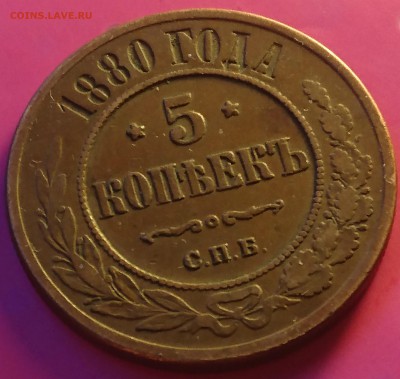 COINS.LAVE.RU
1880 ГОДА
5
КОПѢЕКЪ
С.П.Б.